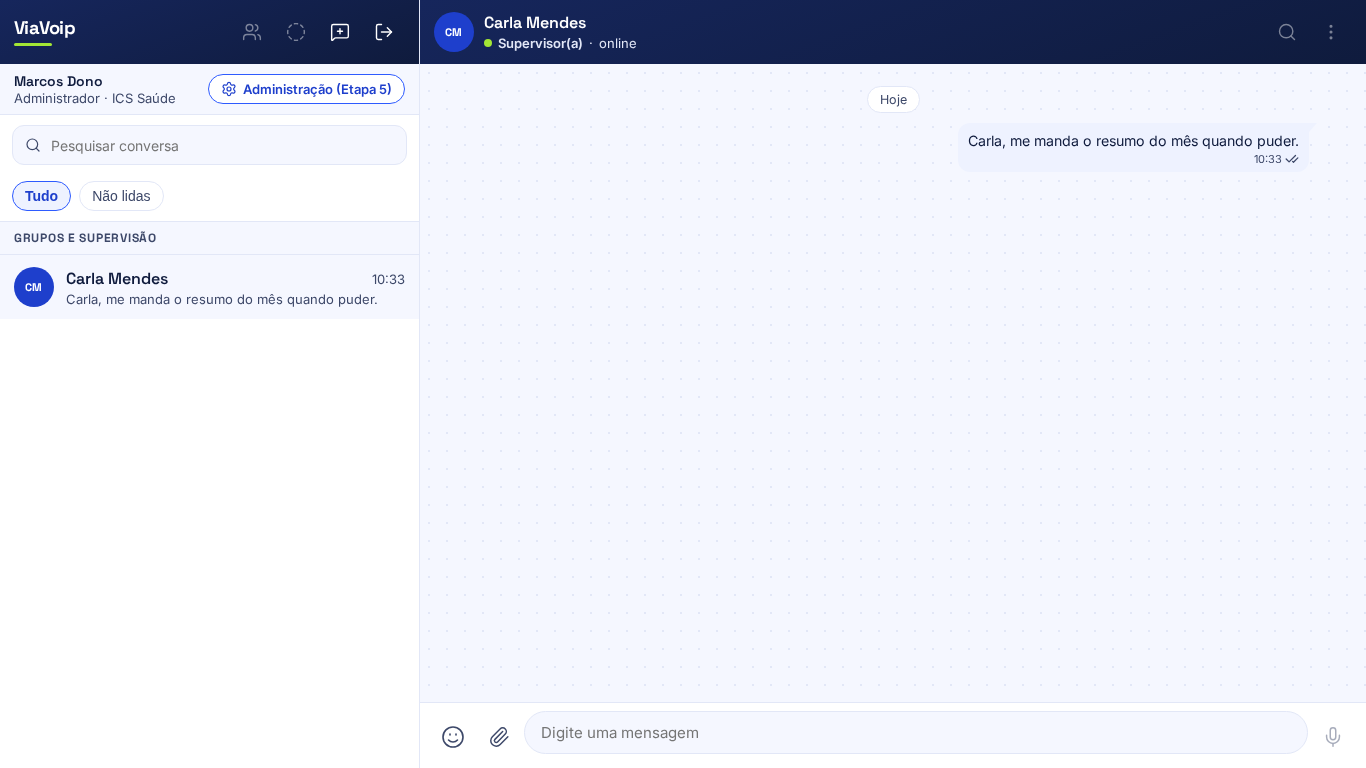 ViaVoip
Marcos Dono
Administrador · ICS Saúde
Administração (Etapa 5)
Pesquisar conversa
Tudo
Não lidas
GRUPOS E SUPERVISÃO
CM
Carla Mendes
10:33
Carla, me manda o resumo do mês quando puder.
CM
Carla Mendes
Supervisor(a) · online
Hoje
Carla, me manda o resumo do mês quando puder.
10:33
Digite uma mensagem